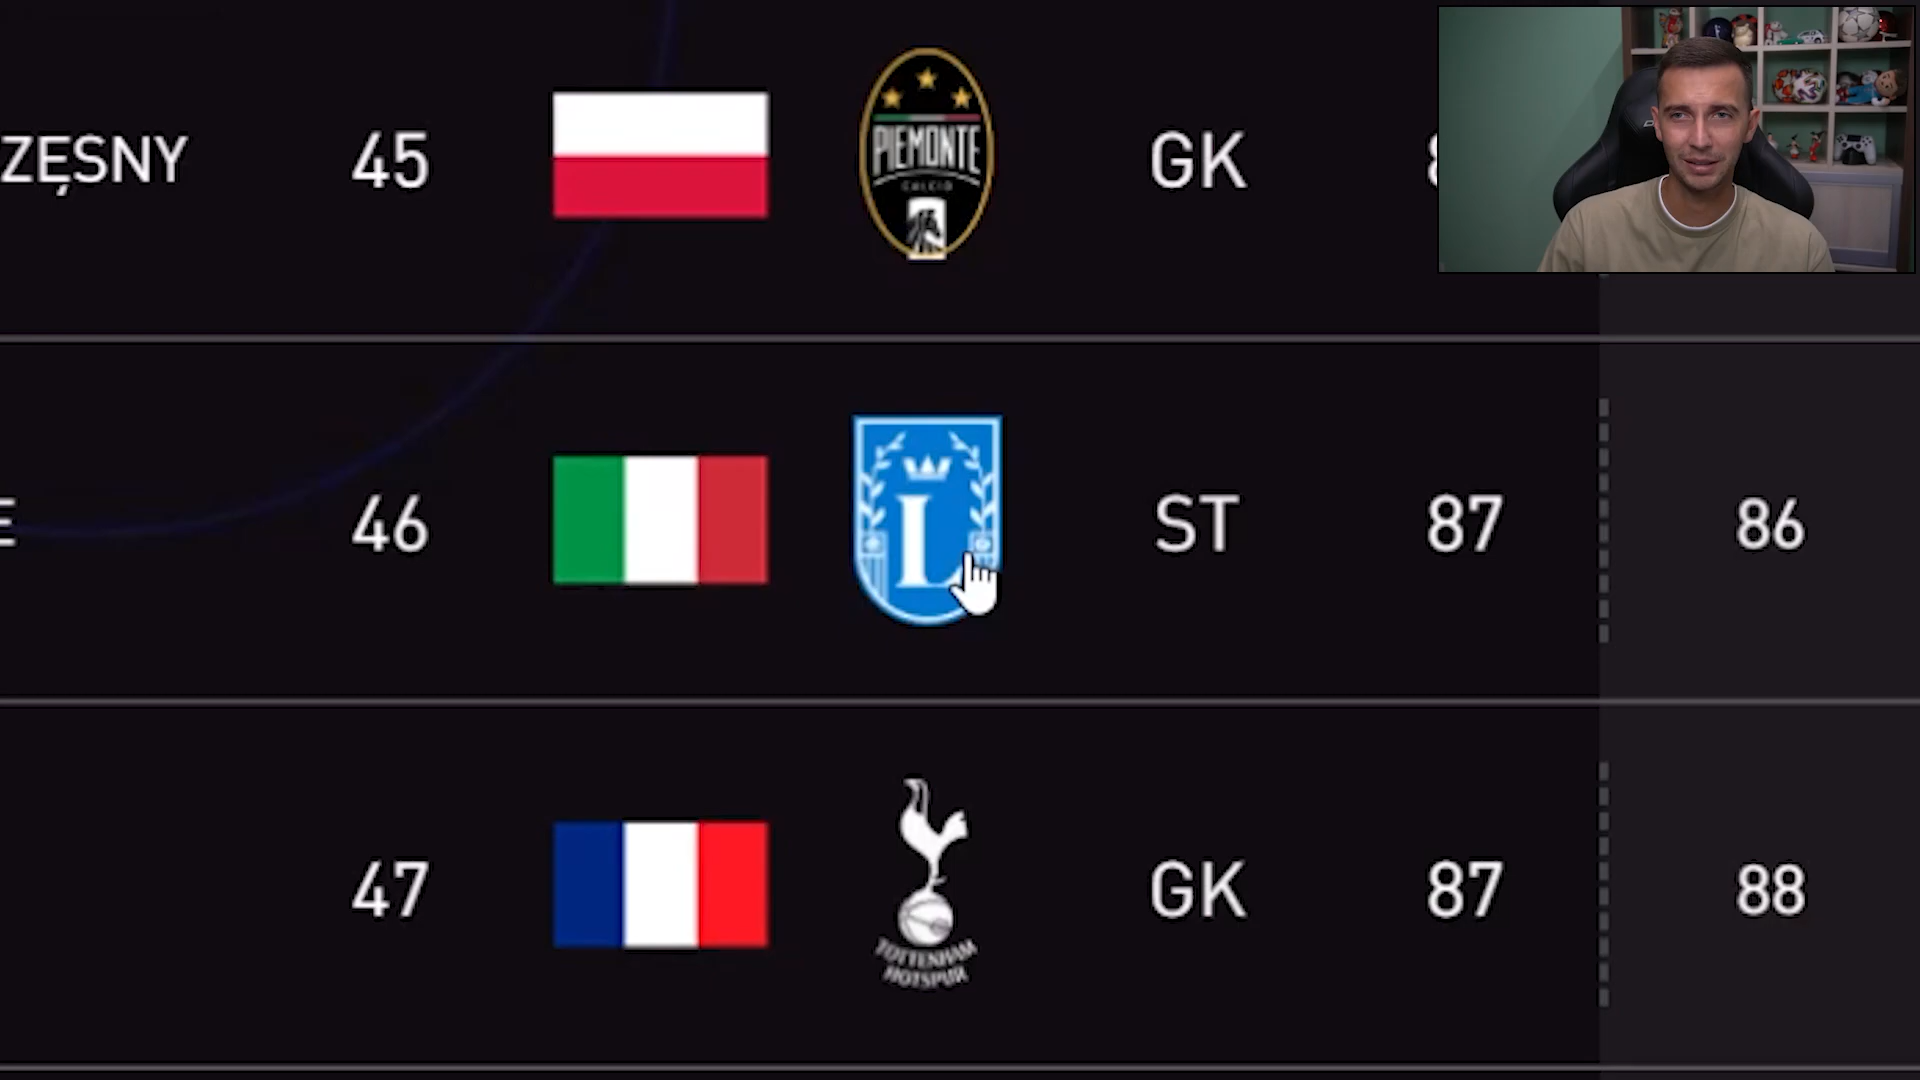 ZĘSNY 45 PIEMONTE CALCIO GK
E 46 L ST 87 86
47 TOTTENHAM HOTSPUR GK 87 88